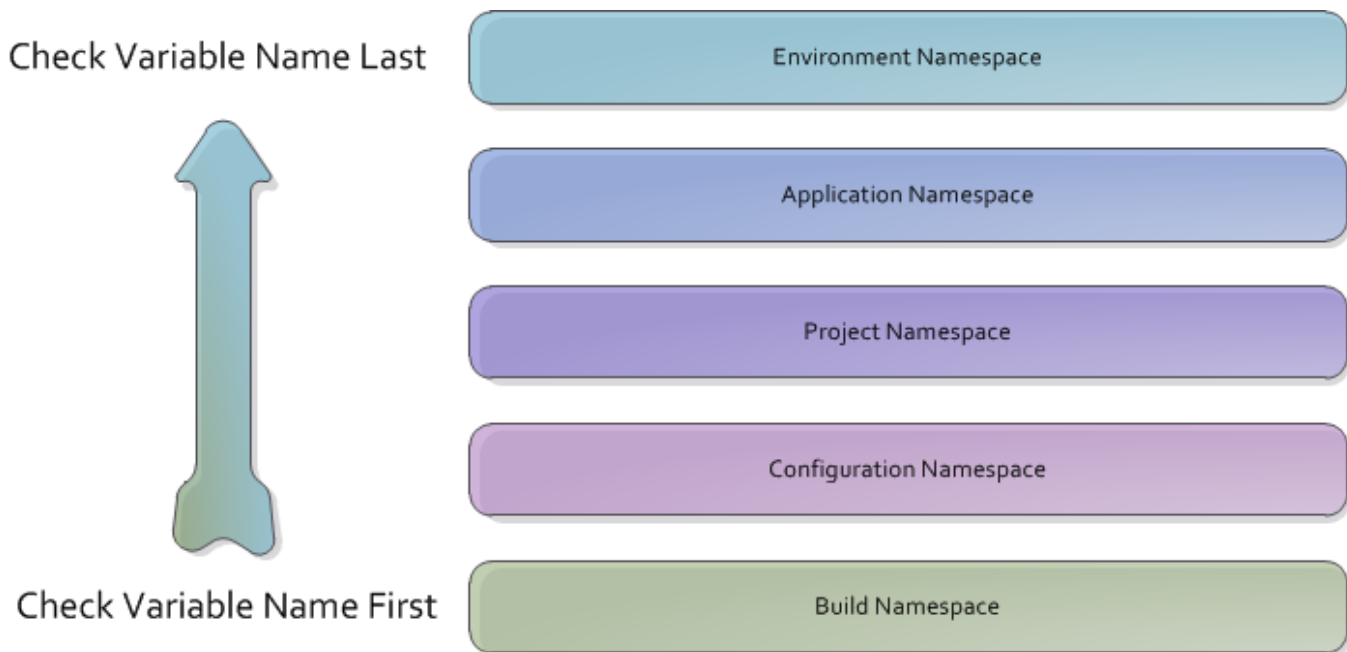 Check Variable Name Last
Environment Namespace
Application Namespace
Project Namespace
Configuration Namespace
Check Variable Name First
Build Namespace